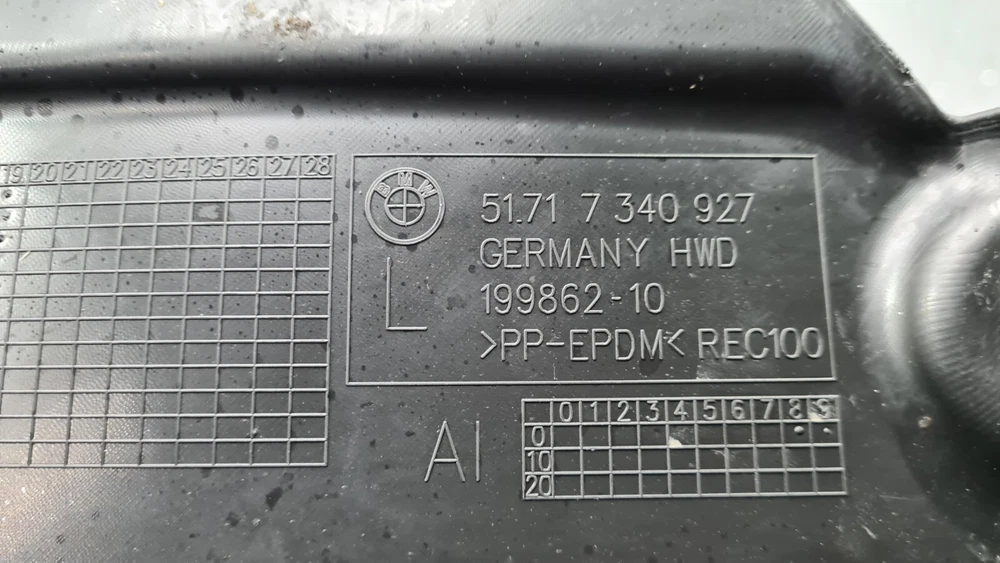 19 20 21 22 23 24 25 26 27 28
BMW
51.71 7 340 927
GERMANY HWD
L
199862-10
>PP-EPDM< REC100
AI
0 1 2 3 4 5 6 7 8 9
0
10
20